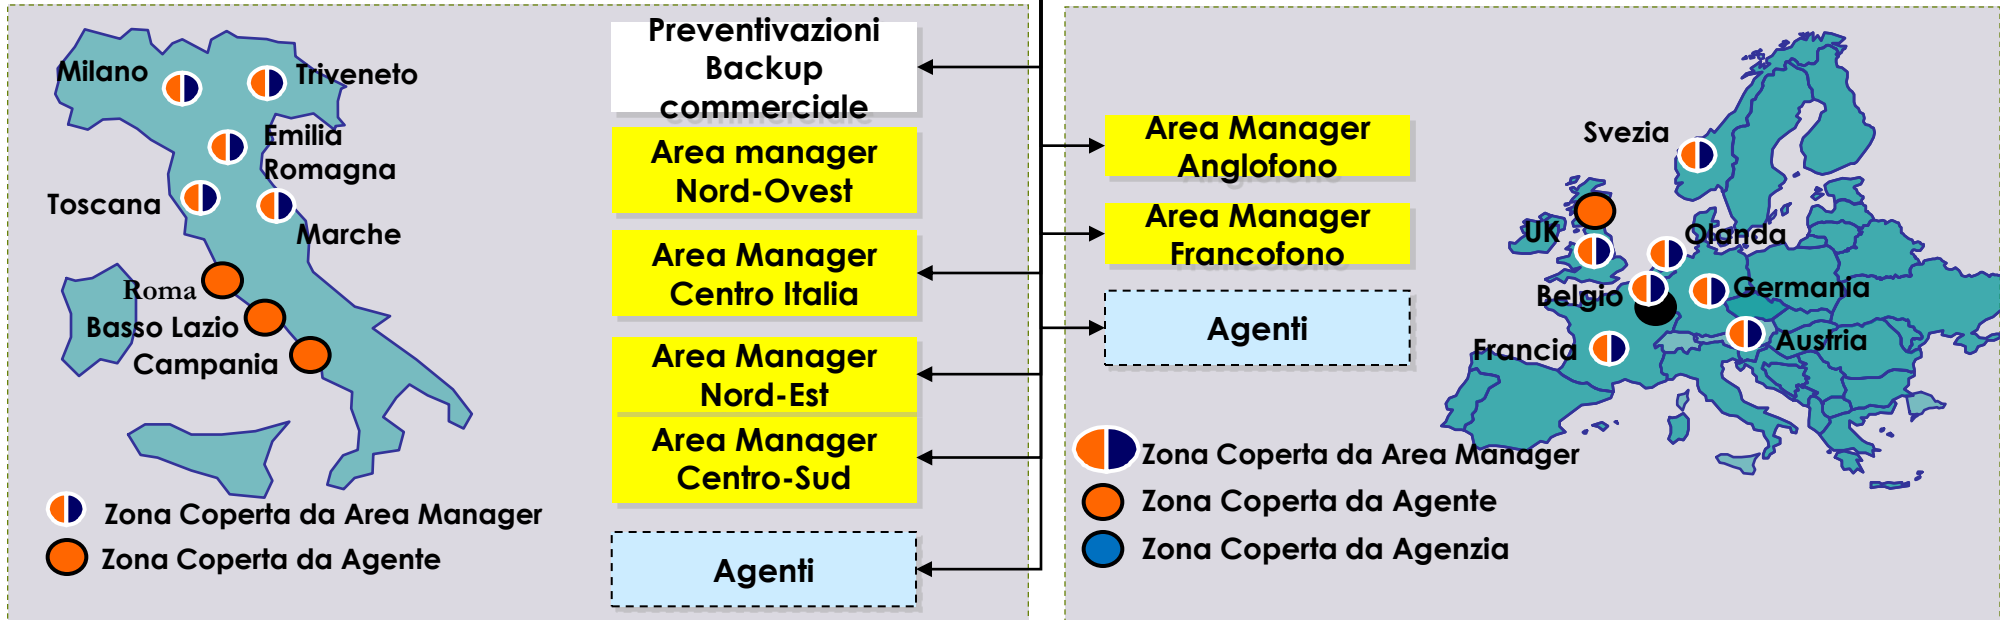 Milano
Triveneto
Emilia
Romagna
Toscana
Marche
Roma
Basso Lazio
Campania
Zona Coperta da Area Manager
Zona Coperta da Agente
Preventivazioni
Backup
commerciale
Area manager
Nord-Ovest
Area Manager
Centro Italia
Area Manager
Nord-Est
Area Manager
Centro-Sud
Agenti
Area Manager
Anglofono
Area Manager
Francofono
Agenti
Svezia
UK
Olanda
Belgio
Germania
Francia
Austria
Zona Coperta da Area Manager
Zona Coperta da Agente
Zona Coperta da Agenzia